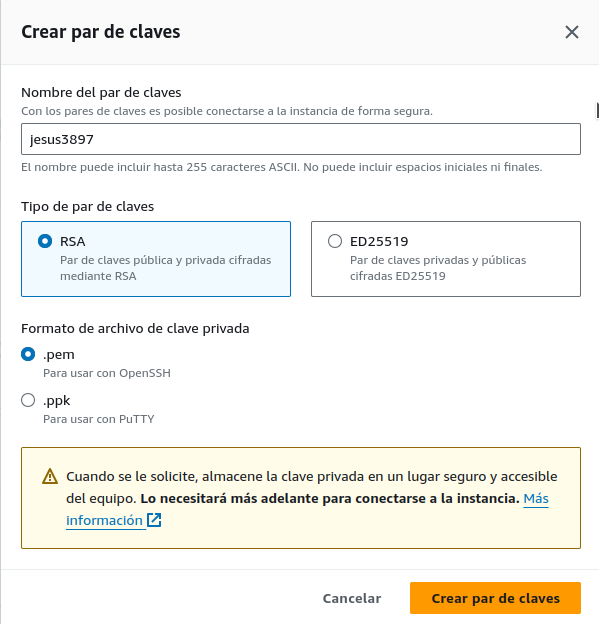 Crear par de claves
Nombre del par de claves
Con los pares de claves es posible conectarse a la instancia de forma segura.
jesus3897
El nombre puede incluir hasta 255 caracteres ASCII. No puede incluir espacios iniciales ni finales.
Tipo de par de claves
RSA
Par de claves pública y privada cifradas
mediante RSA
ED25519
Par de claves privadas y públicas
cifradas ED25519
Formato de archivo de clave privada
.pem
Para usar con OpenSSH
.ppk
Para usar con PuTTY
Cuando se le solicite, almacene la clave privada en un lugar seguro y accesible
del equipo. Lo necesitará más adelante para conectarse a la instancia. Más
información
Cancelar
Crear par de claves